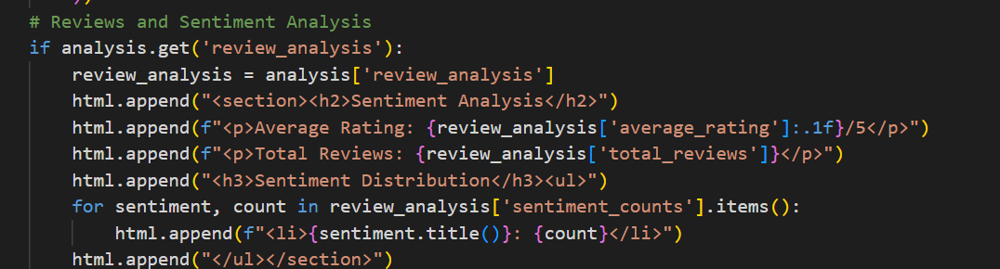 # Reviews and Sentiment Analysis
if analysis.get('review_analysis'):
    review_analysis = analysis['review_analysis']
    html.append("<section><h2>Sentiment Analysis</h2>")
    html.append(f"<p>Average Rating: {review_analysis['average_rating']:.1f}/5</p>")
    html.append(f"<p>Total Reviews: {review_analysis['total_reviews']}</p>")
    html.append("<h3>Sentiment Distribution</h3><ul>")
    for sentiment, count in review_analysis['sentiment_counts'].items():
        html.append(f"<li>{sentiment.title()}: {count}</li>")
    html.append("</ul></section>")